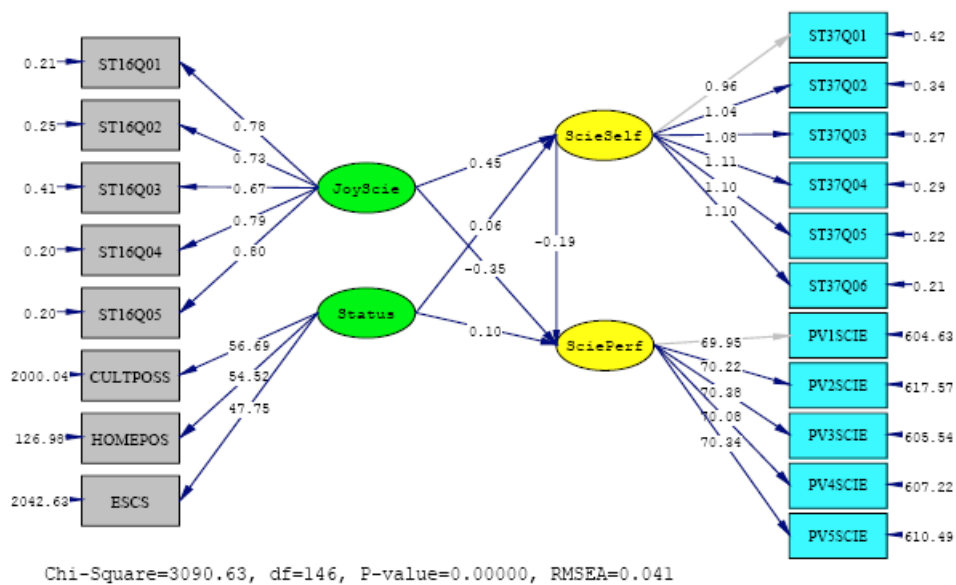 0.21 ST16Q01
0.25 ST16Q02
0.41 ST16Q03
0.20 ST16Q04
0.20 ST16Q05
2000.04 CULTPOSS
126.98 HOMEPOS
2042.63 ESCS
0.78
0.73
0.67
0.79
0.80
56.69
54.52
47.75
JoyScie
Status
0.45
0.06
-0.35
0.10
-0.19
ScieSelf
SciePerf
0.96
1.04
1.08
1.11
1.10
1.10
69.95
70.22
70.38
70.08
70.34
ST37Q01 0.42
ST37Q02 0.34
ST37Q03 0.27
ST37Q04 0.29
ST37Q05 0.22
ST37Q06 0.21
PV1SCIE 604.63
PV2SCIE 617.57
PV3SCIE 605.54
PV4SCIE 607.22
PV5SCIE 610.49
Chi-Square=3090.63, df=146, P-value=0.00000, RMSEA=0.041